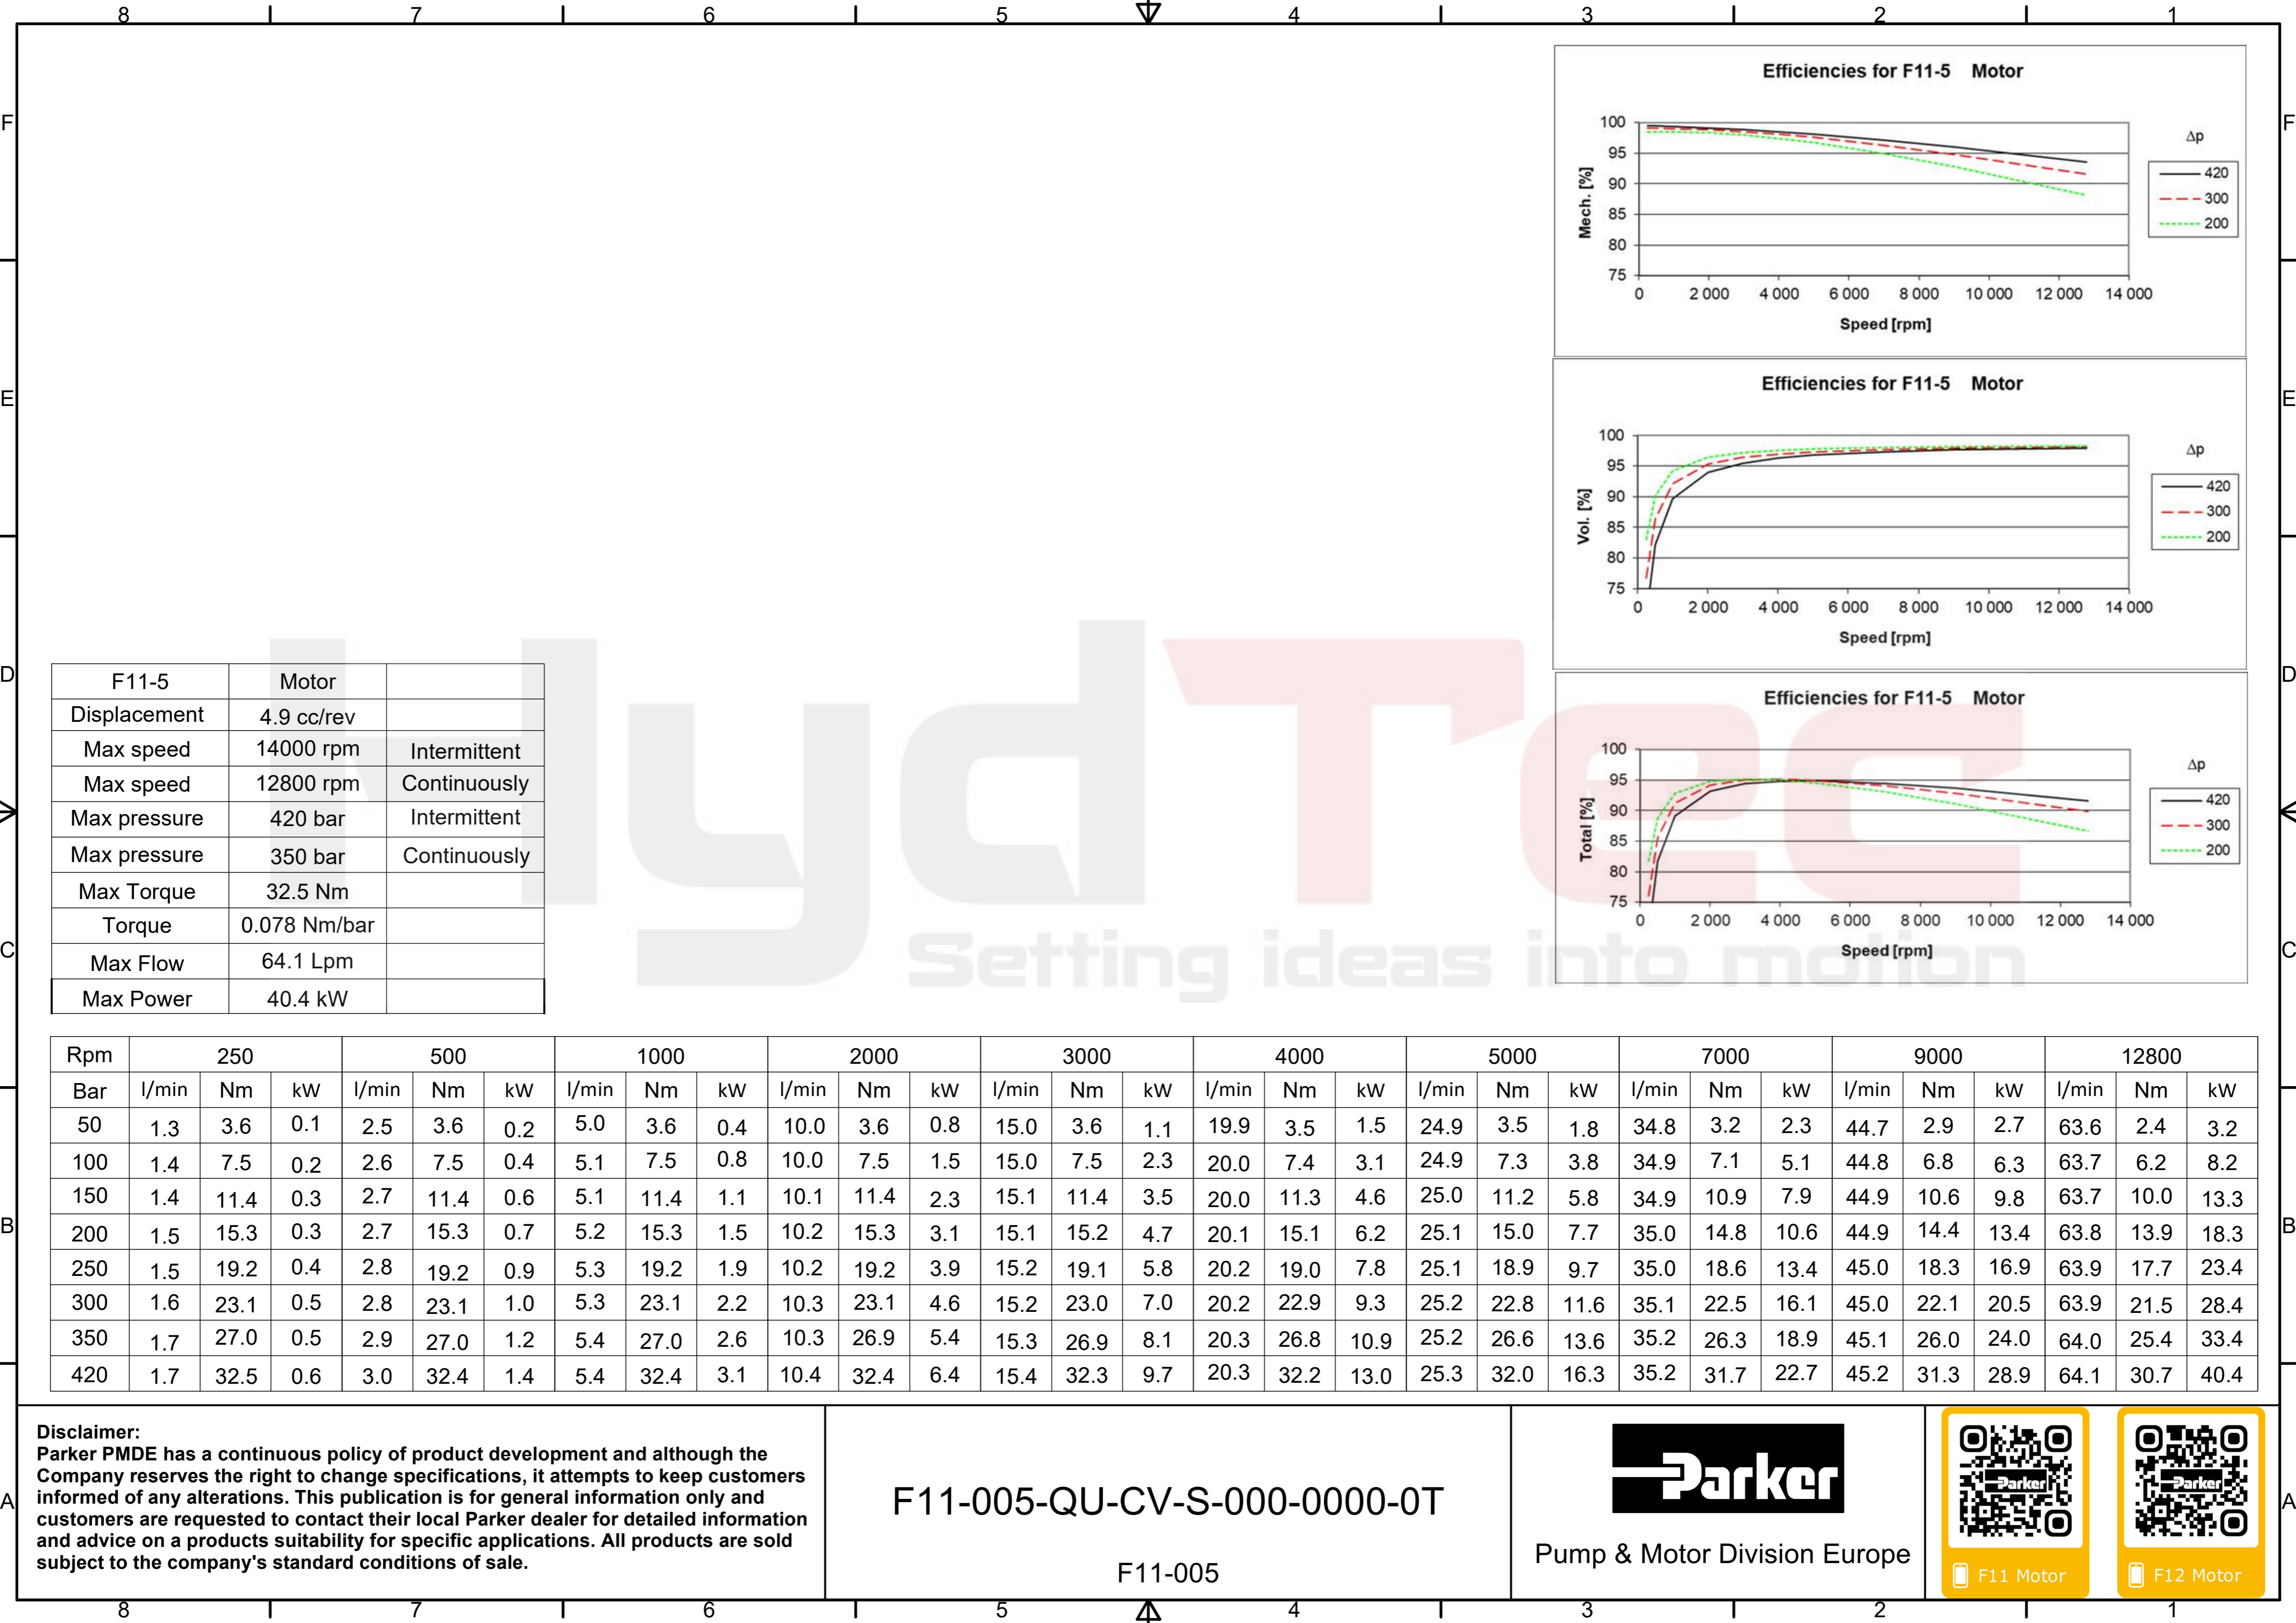 8 7 6 5 4 3 2 1
F F
E E
D D
C C
B B
A A
Efficiencies for F11-5 Motor
100
95
90
85
80
75
Mech. [%]
0 2 000 4 000 6 000 8 000 10 000 12 000 14 000
Speed [rpm]
Δp
420
300
200
Efficiencies for F11-5 Motor
100
95
90
85
80
75
Vol. [%]
0 2 000 4 000 6 000 8 000 10 000 12 000 14 000
Speed [rpm]
Δp
420
300
200
Efficiencies for F11-5 Motor
100
95
90
85
80
75
Total [%]
0 2 000 4 000 6 000 8 000 10 000 12 000 14 000
Speed [rpm]
Δp
420
300
200
HydTec
Setting ideas into motion
F11-5 Motor
Displacement 4.9 cc/rev
Max speed 14000 rpm Intermittent
Max speed 12800 rpm Continuously
Max pressure 420 bar Intermittent
Max pressure 350 bar Continuously
Max Torque 32.5 Nm
Torque 0.078 Nm/bar
Max Flow 64.1 Lpm
Max Power 40.4 kW
Rpm 250 500 1000 2000 3000 4000 5000 7000 9000 12800
Bar l/min Nm kW l/min Nm kW l/min Nm kW l/min Nm kW l/min Nm kW l/min Nm kW l/min Nm kW l/min Nm kW l/min Nm kW l/min Nm kW
50 1.3 3.6 0.1 2.5 3.6 0.2 5.0 3.6 0.4 10.0 3.6 0.8 15.0 3.6 1.1 19.9 3.5 1.5 24.9 3.5 1.8 34.8 3.2 2.3 44.7 2.9 2.7 63.6 2.4 3.2
100 1.4 7.5 0.2 2.6 7.5 0.4 5.1 7.5 0.8 10.0 7.5 1.5 15.0 7.5 2.3 20.0 7.4 3.1 24.9 7.3 3.8 34.9 7.1 5.1 44.8 6.8 6.3 63.7 6.2 8.2
150 1.4 11.4 0.3 2.7 11.4 0.6 5.1 11.4 1.1 10.1 11.4 2.3 15.1 11.4 3.5 20.0 11.3 4.6 25.0 11.2 5.8 34.9 10.9 7.9 44.9 10.6 9.8 63.7 10.0 13.3
200 1.5 15.3 0.3 2.7 15.3 0.7 5.2 15.3 1.5 10.2 15.3 3.1 15.1 15.2 4.7 20.1 15.1 6.2 25.1 15.0 7.7 35.0 14.8 10.6 44.9 14.4 13.4 63.8 13.9 18.3
250 1.5 19.2 0.4 2.8 19.2 0.9 5.3 19.2 1.9 10.2 19.2 3.9 15.2 19.1 5.8 20.2 19.0 7.8 25.1 18.9 9.7 35.0 18.6 13.4 45.0 18.3 16.9 63.9 17.7 23.4
300 1.6 23.1 0.5 2.8 23.1 1.0 5.3 23.1 2.2 10.3 23.1 4.6 15.2 23.0 7.0 20.2 22.9 9.3 25.2 22.8 11.6 35.1 22.5 16.1 45.0 22.1 20.5 63.9 21.5 28.4
350 1.7 27.0 0.5 2.9 27.0 1.2 5.4 27.0 2.6 10.3 26.9 5.4 15.3 26.9 8.1 20.3 26.8 10.9 25.2 26.6 13.6 35.2 26.3 18.9 45.1 26.0 24.0 64.0 25.4 33.4
420 1.7 32.5 0.6 3.0 32.4 1.4 5.4 32.4 3.1 10.4 32.4 6.4 15.4 32.3 9.7 20.3 32.2 13.0 25.3 32.0 16.3 35.2 31.7 22.7 45.2 31.3 28.9 64.1 30.7 40.4
Disclaimer:
Parker PMDE has a continuous policy of product development and although the
Company reserves the right to change specifications, it attempts to keep customers
informed of any alterations. This publication is for general information only and
customers are requested to contact their local Parker dealer for detailed information
and advice on a products suitability for specific applications. All products are sold
subject to the company's standard conditions of sale.
F11-005-QU-CV-S-000-0000-0T
F11-005
Parker
Pump & Motor Division Europe
Parker
F11 Motor
Parker
F12 Motor
8 7 6 5 4 3 2 1